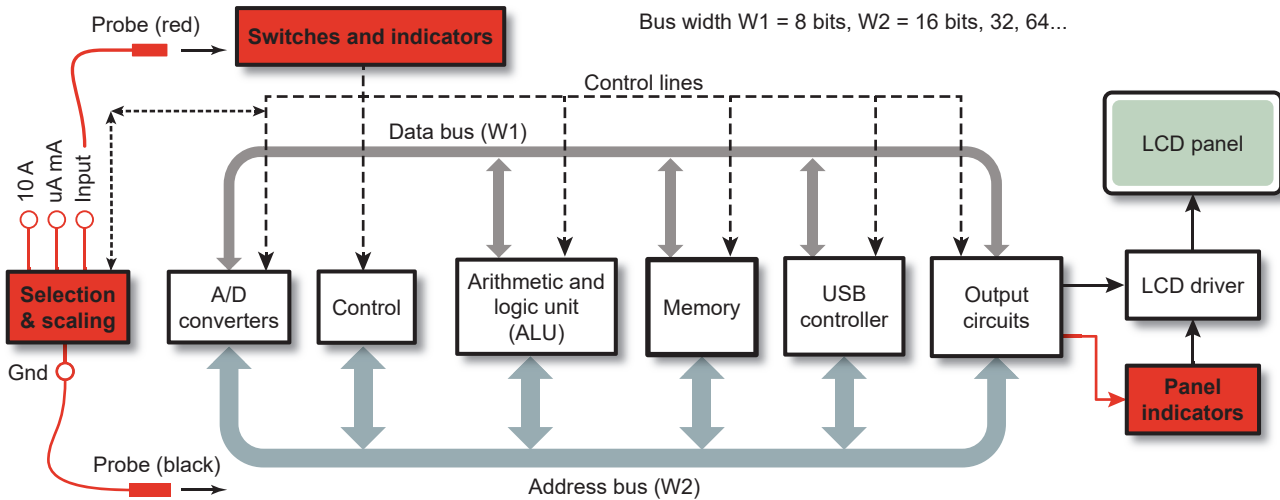 Probe (red)
Switches and indicators
Bus width W1 = 8 bits, W2 = 16 bits, 32, 64...
Control lines
Data bus (W1)
LCD panel
10 A
uA mA
Input
Selection
& scaling
A/D
converters
Control
Arithmetic and
logic unit
(ALU)
Memory
USB
controller
Output
circuits
LCD driver
Gnd
Panel
indicators
Probe (black)
Address bus (W2)